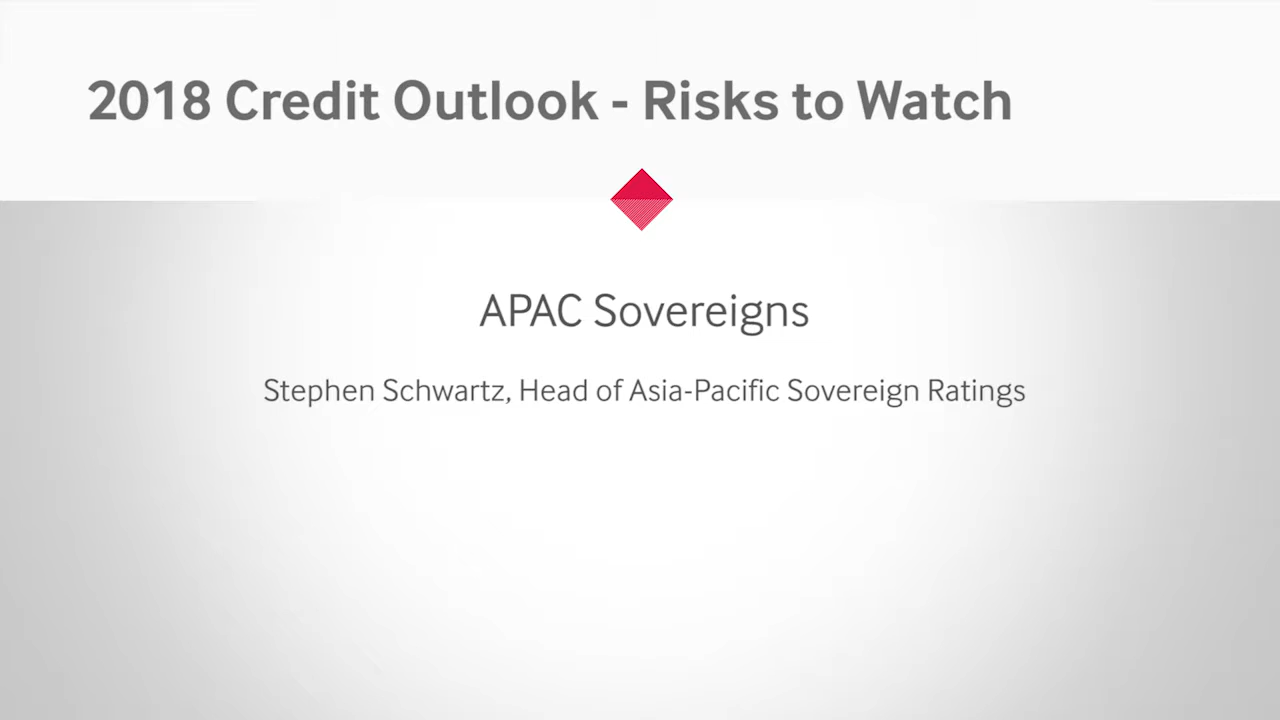 2018 Credit Outlook - Risks to Watch
APAC Sovereigns
Stephen Schwartz, Head of Asia-Pacific Sovereign Ratings